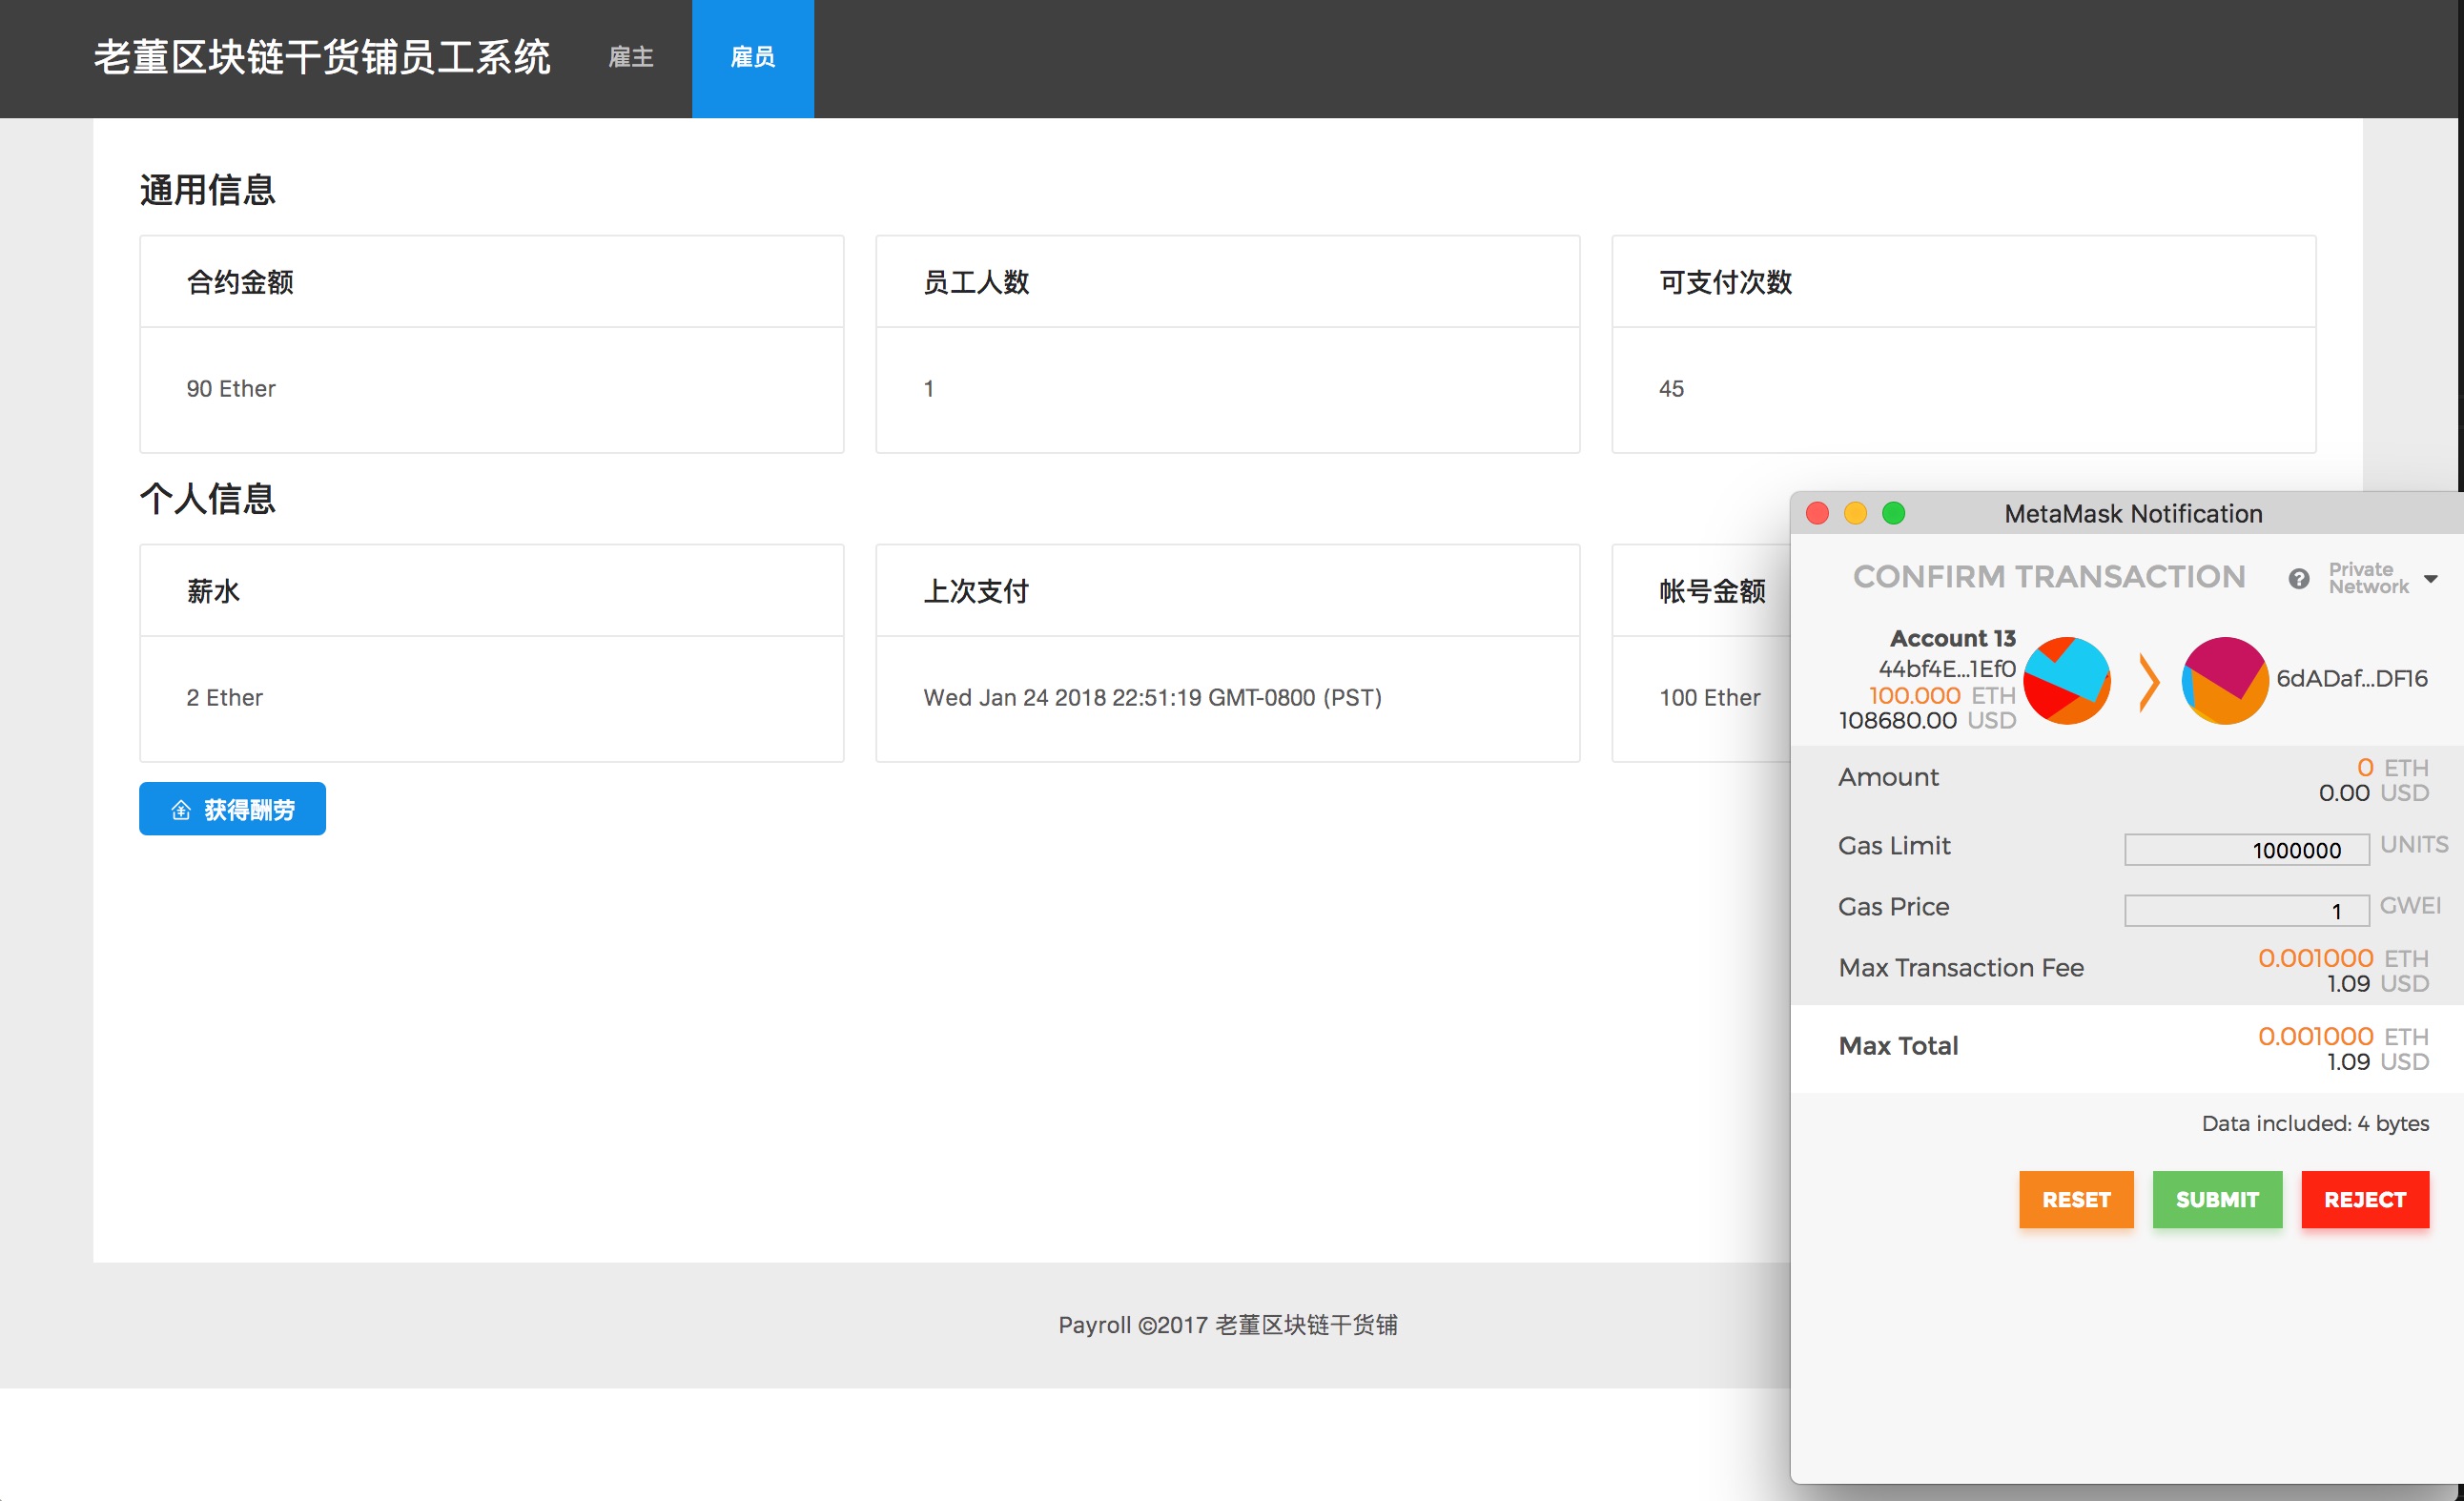 老董区块链干货铺员工系统 雇主 雇员
通用信息
合约金额 员工人数 可支付次数
90 Ether 1 45
个人信息
薪水 上次支付 帐号金额
2 Ether Wed Jan 24 2018 22:51:19 GMT-0800 (PST) 100 Ether
获得酬劳
Payroll ©2017 老董区块链干货铺
MetaMask Notification
CONFIRM TRANSACTION
Private
Network
Account 13
44bf4E...1Ef0
100.000 ETH
108680.00 USD
6dADaf...DF16
Amount 0 ETH
0.00 USD
Gas Limit 1000000 UNITS
Gas Price 1 GWEI
Max Transaction Fee 0.001000 ETH
1.09 USD
Max Total 0.001000 ETH
1.09 USD
Data included: 4 bytes
RESET SUBMIT REJECT